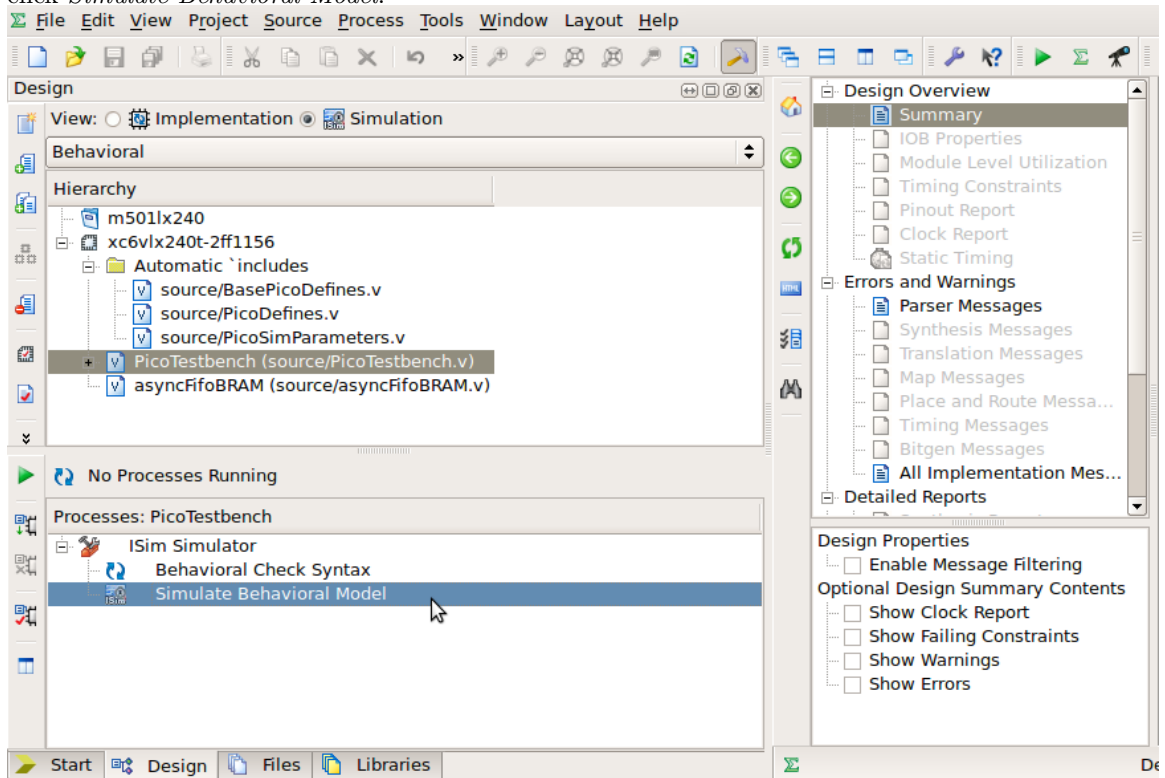 click Simulate Behavioral Model.
File Edit View Project Source Process Tools Window Layout Help
Design
View: Implementation Simulation
Behavioral
Hierarchy
m501lx240
xc6vlx240t-2ff1156
Automatic `includes
source/BasePicoDefines.v
source/PicoDefines.v
source/PicoSimParameters.v
PicoTestbench (source/PicoTestbench.v)
asyncFifoBRAM (source/asyncFifoBRAM.v)
No Processes Running
Processes: PicoTestbench
ISim Simulator
Behavioral Check Syntax
Simulate Behavioral Model
Start Design Files Libraries
Design Overview
Summary
IOB Properties
Module Level Utilization
Timing Constraints
Pinout Report
Clock Report
Static Timing
Errors and Warnings
Parser Messages
Synthesis Messages
Translation Messages
Map Messages
Place and Route Messa...
Timing Messages
Bitgen Messages
All Implementation Mes...
Detailed Reports
Design Properties
Enable Message Filtering
Optional Design Summary Contents
Show Clock Report
Show Failing Constraints
Show Warnings
Show Errors